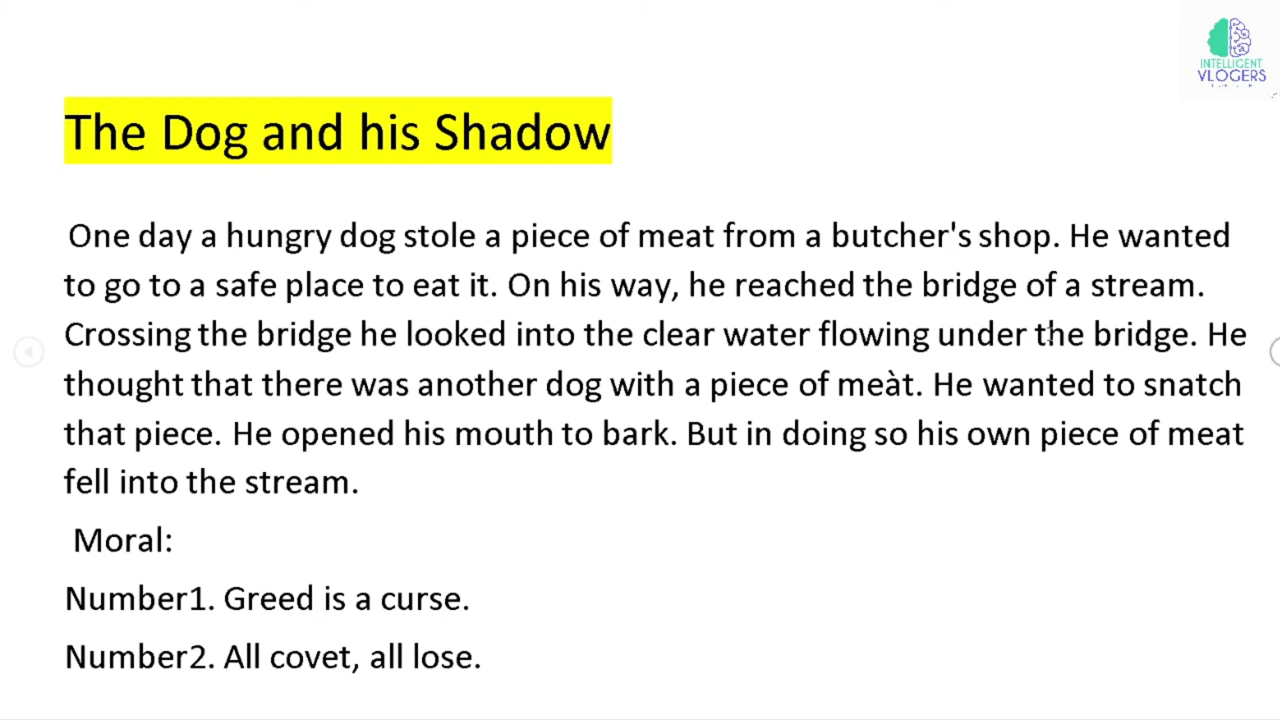 INTELLIGENT
VLOGERS
The Dog and his Shadow
One day a hungry dog stole a piece of meat from a butcher's shop. He wanted
to go to a safe place to eat it. On his way, he reached the bridge of a stream.
Crossing the bridge he looked into the clear water flowing under the bridge. He
thought that there was another dog with a piece of meàt. He wanted to snatch
that piece. He opened his mouth to bark. But in doing so his own piece of meat
fell into the stream.
Moral:
Number1. Greed is a curse.
Number2. All covet, all lose.